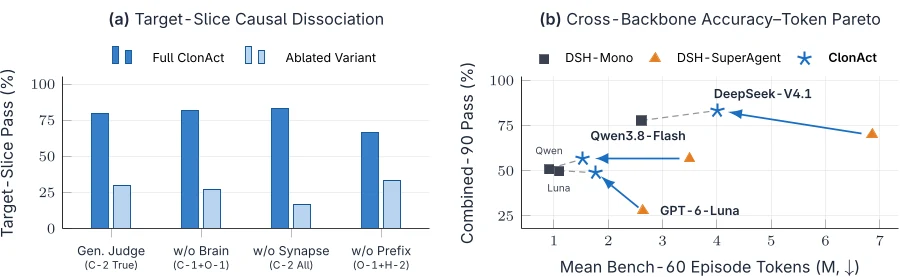 (a) Target-Slice Causal Dissociation
Full ClonAct
Ablated Variant
Target-Slice Pass (%)
100
75
50
25
0
Gen. Judge
(C-2 True)
w/o Brain
(C-1+O-1)
w/o Synapse
(C-2 All)
w/o Prefix
(O-1+H-2)
(b) Cross-Backbone Accuracy–Token Pareto
DSH-Mono
DSH-SuperAgent
ClonAct
Combined-90 Pass (%)
100
75
50
25
DeepSeek-V4.1
Qwen3.8-Flash
Qwen
Luna
GPT-6-Luna
1 2 3 4 5 6 7
Mean Bench-60 Episode Tokens (M, ↓)